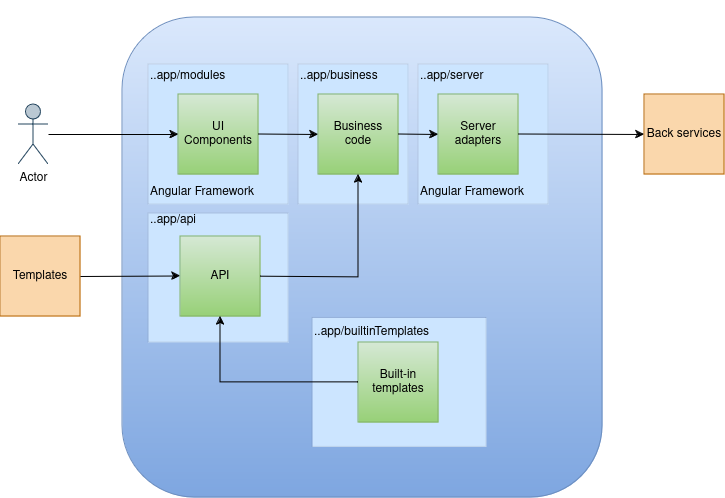 ..app/modules
..app/business
..app/server
UI
Components
Business
code
Server
adapters
Back services
Actor
Angular Framework
Angular Framework
..app/api
Templates
API
..app/builtinTemplates
Built-in
templates